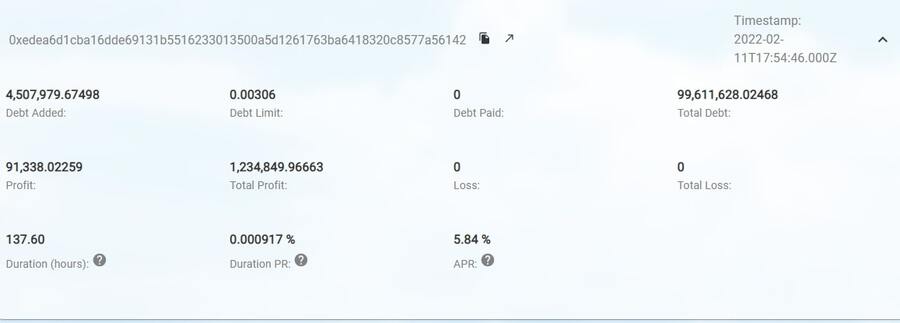 Timestamp:
0xedea6d1cba16dde69131b5516233013500a5d1261763ba6418320c8577a56142
2022-02-
11T17:54:46.000Z
4,507,979.67498 0.00306 0 99,611,628.02468
Debt Added: Debt Limit: Debt Paid: Total Debt:
91,338.02259 1,234,849.96663 0 0
Profit: Total Profit: Loss: Total Loss:
137.60 0.000917 % 5.84 %
Duration (hours): Duration PR: APR: